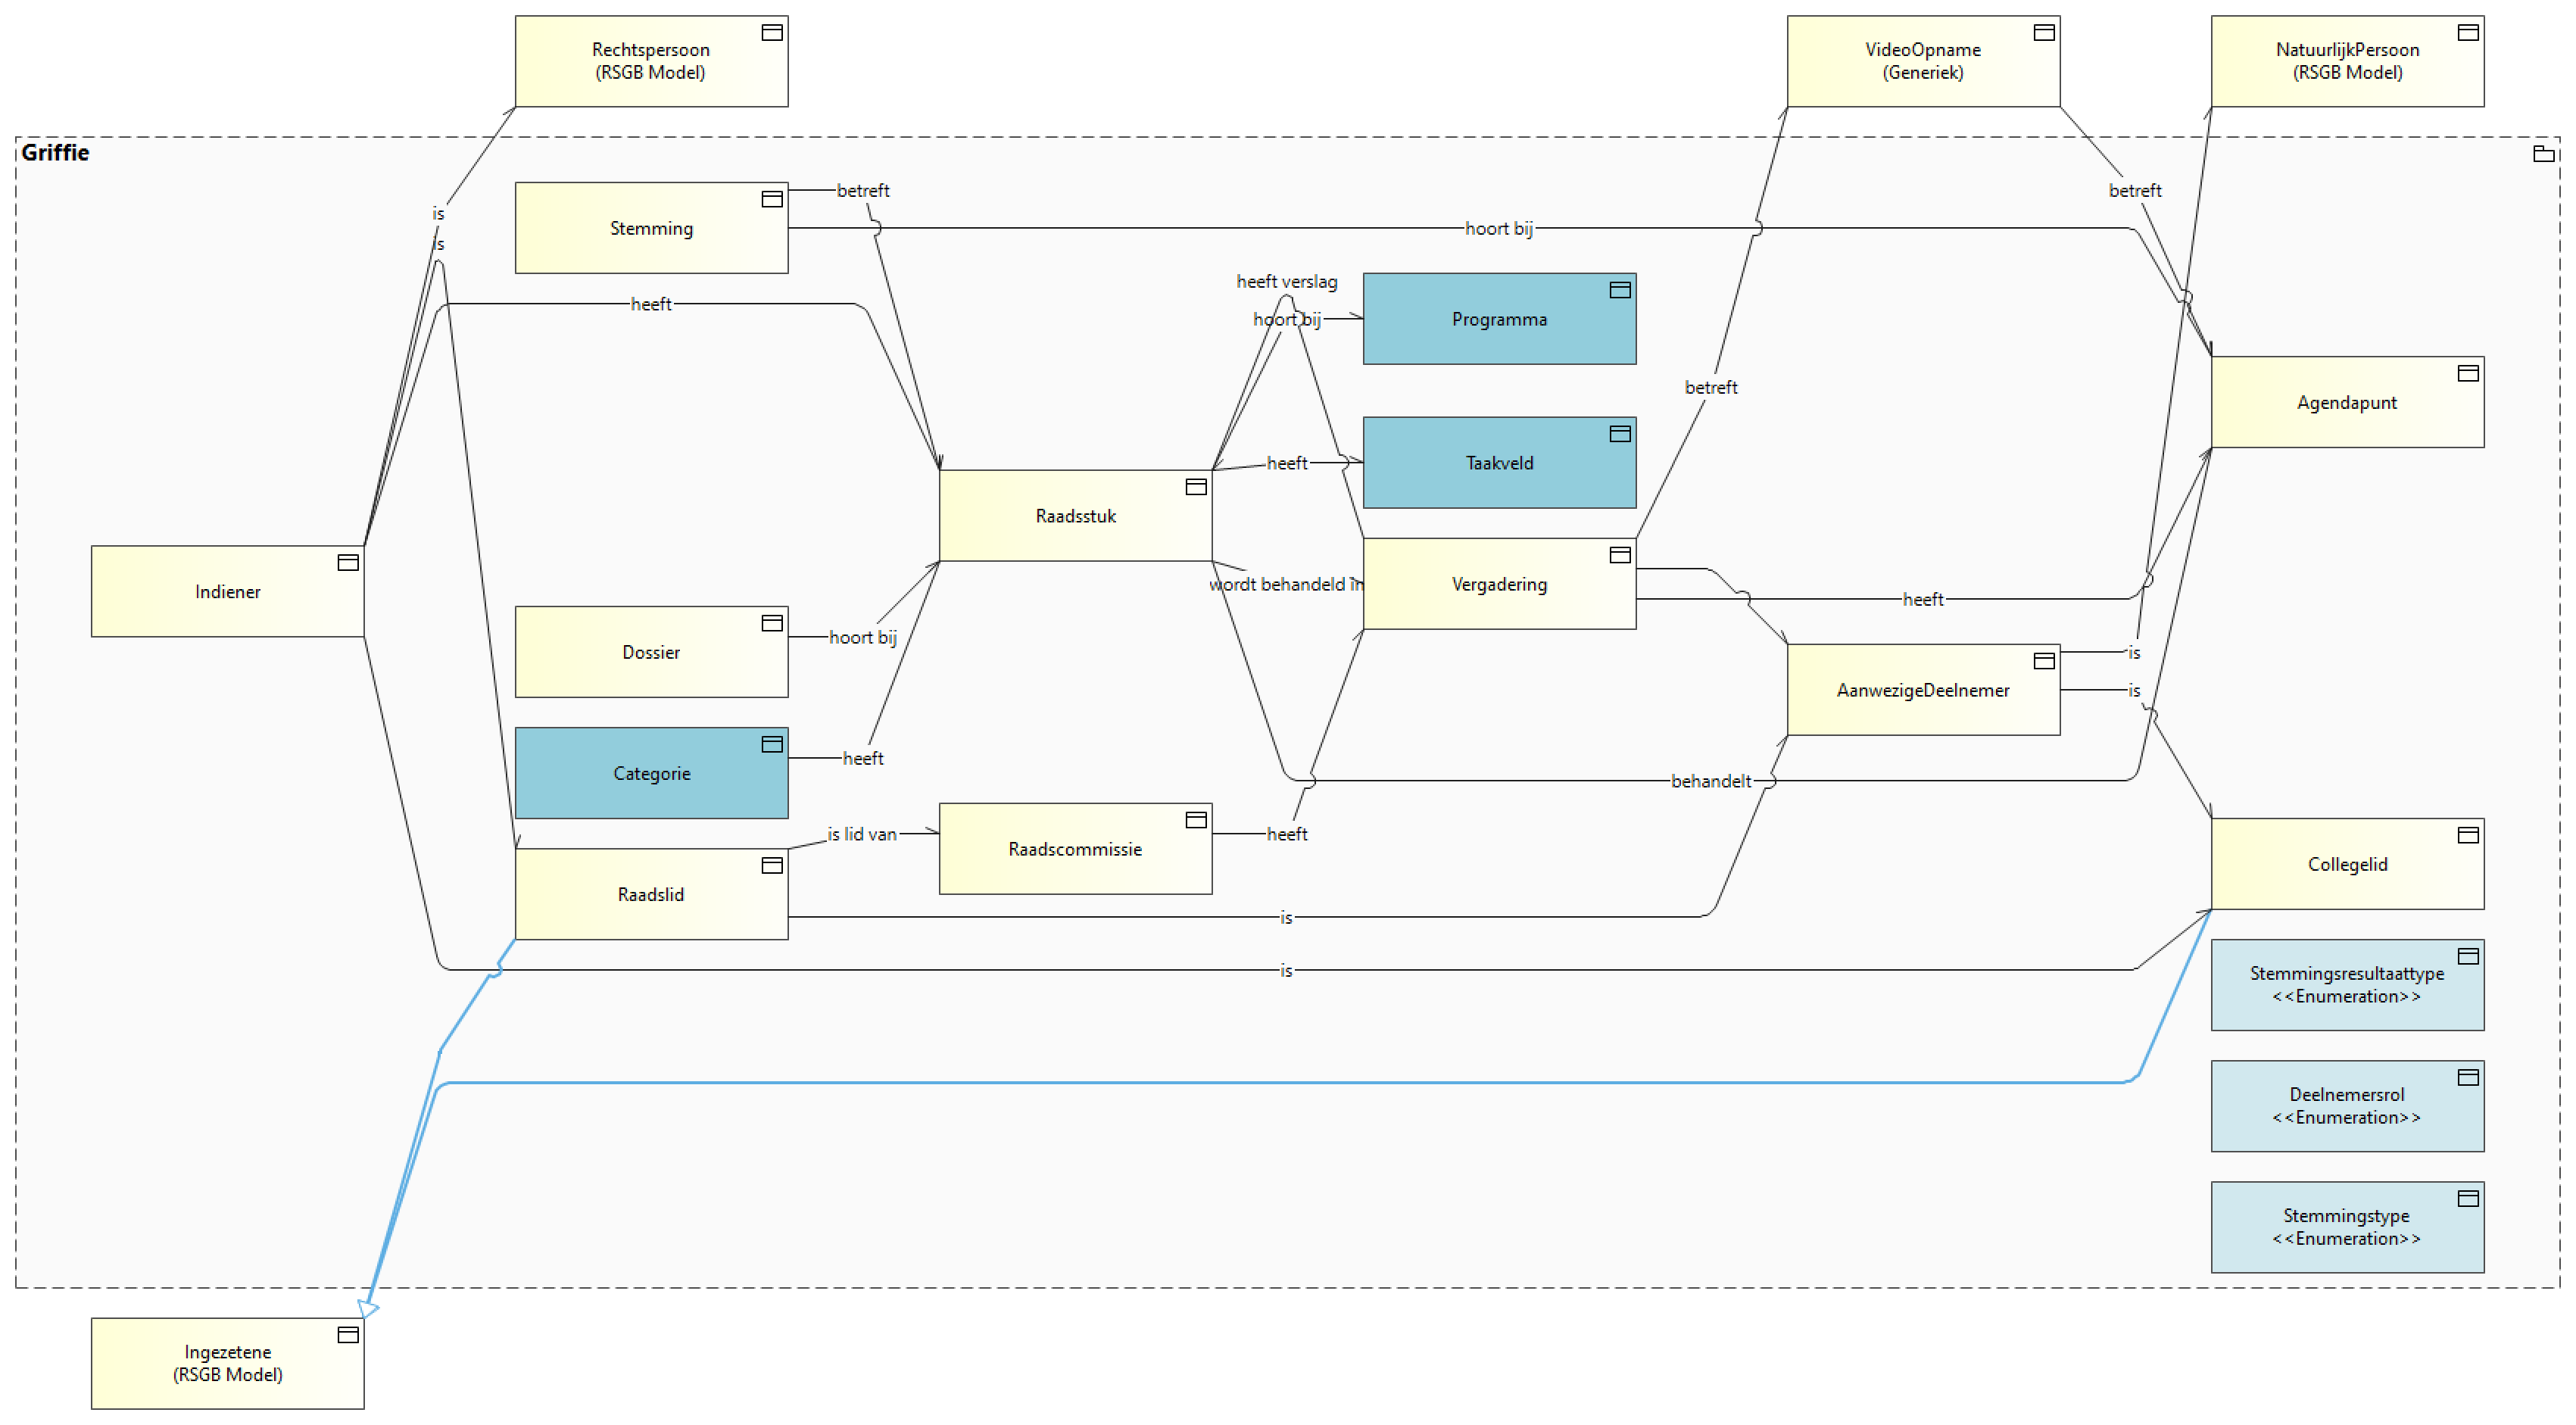 Rechtspersoon
(RSGB Model)
VideoOpname
(Generiek)
NatuurlijkPersoon
(RSGB Model)
Griffie
betreft
betreft
is
Stemming
hoort bij
is
heeft verslag
heeft
hoort bij
Programma
betreft
Agendapunt
heeft
Taakveld
Raadsstuk
Indiener
wordt behandeld in
Vergadering
heeft
hoort bij
Dossier
is
AanwezigeDeelnemer
is
heeft
Categorie
behandelt
is lid van
Raadscommissie
heeft
Collegelid
Raadslid
is
is
Stemmingsresultaattype
<<Enumeration>>
Deelnemersrol
<<Enumeration>>
Stemmingstype
<<Enumeration>>
Ingezetene
(RSGB Model)